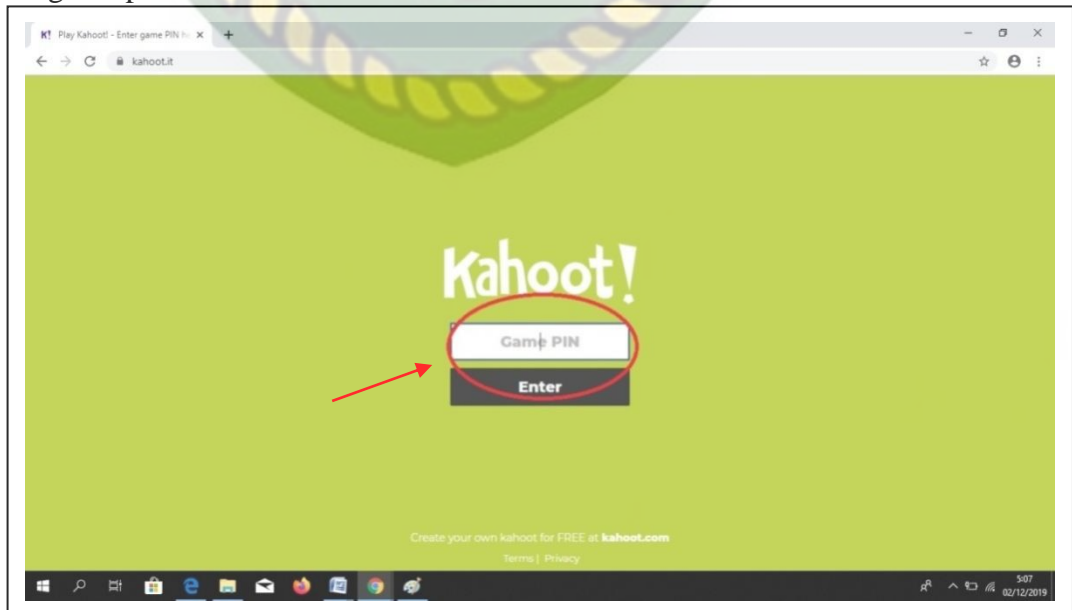 K! Play Kahoot! - Enter game PIN
kahoot.it
Kahoot!
Game PIN
Enter
Create your own kahoot for FREE at kahoot.com
Terms | Privacy
5:07
02/12/2019